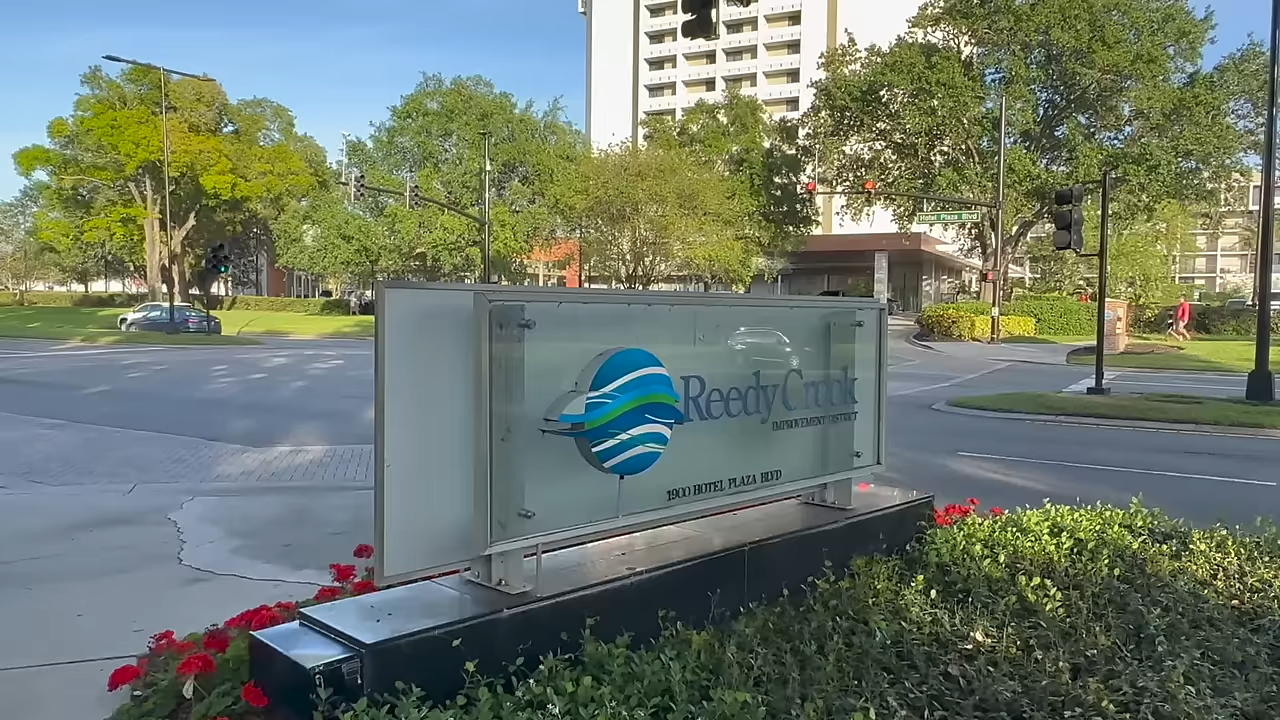 Hotel Plaza Blvd
Reedy Creek
IMPROVEMENT DISTRICT
1900 HOTEL PLAZA BLVD